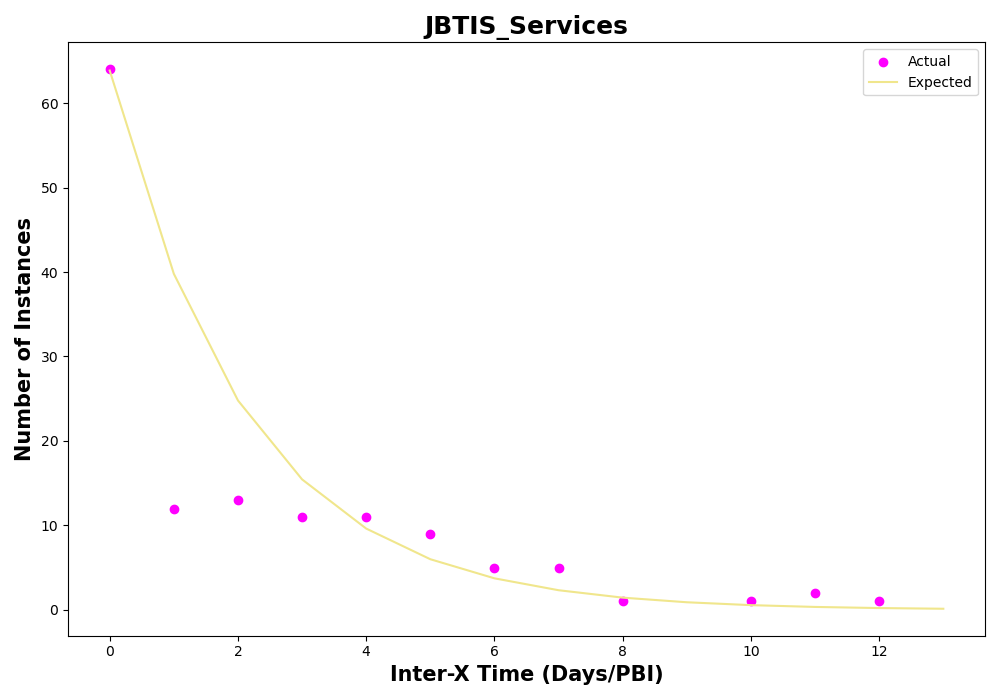 JBTIS_Services
Actual
Expected
Number of Instances
60
50
40
30
20
10
0
0 2 4 6 8 10 12
Inter-X Time (Days/PBI)